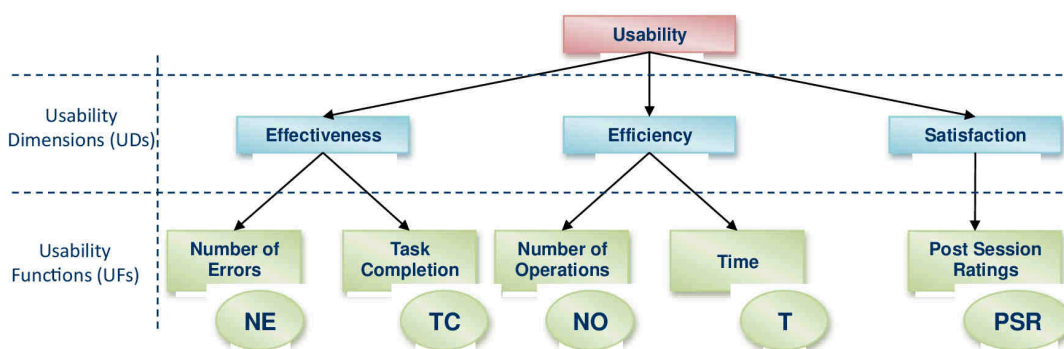 Usability
Usability
Dimensions (UDs)
Effectiveness
Efficiency
Satisfaction
Usability
Functions (UFs)
Number of
Errors
Task
Completion
Number of
Operations
Time
Post Session
Ratings
NE
TC
NO
T
PSR